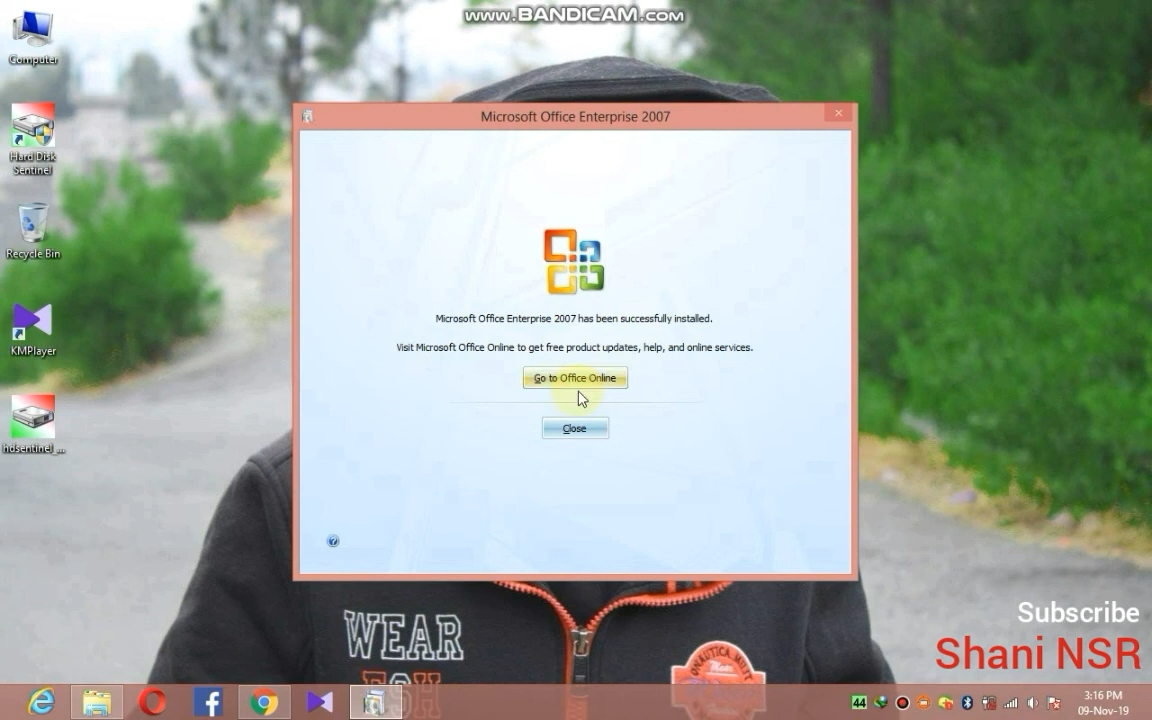 www.BANDICAM.com
Computer
Hard Disk
Sentinel
Recycle Bin
KMPlayer
hdsentinel_...
Microsoft Office Enterprise 2007
Microsoft Office Enterprise 2007 has been successfully installed.
Visit Microsoft Office Online to get free product updates, help, and online services.
Go to Office Online
Close
WEAR
Subscribe
Shani NSR
44
3:16 PM
09-Nov-19